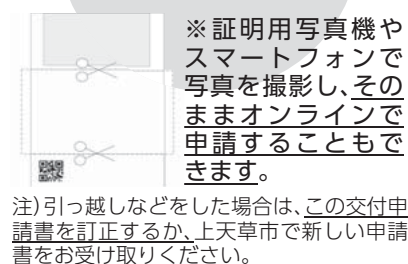 ※証明用写真機や
スマートフォンで
写真を撮影し、その
ままオンラインで
申請することもで
きます。
注)引っ越しなどをした場合は、この交付申
請書を訂正するか、上天草市で新しい申請
書をお受け取りください。